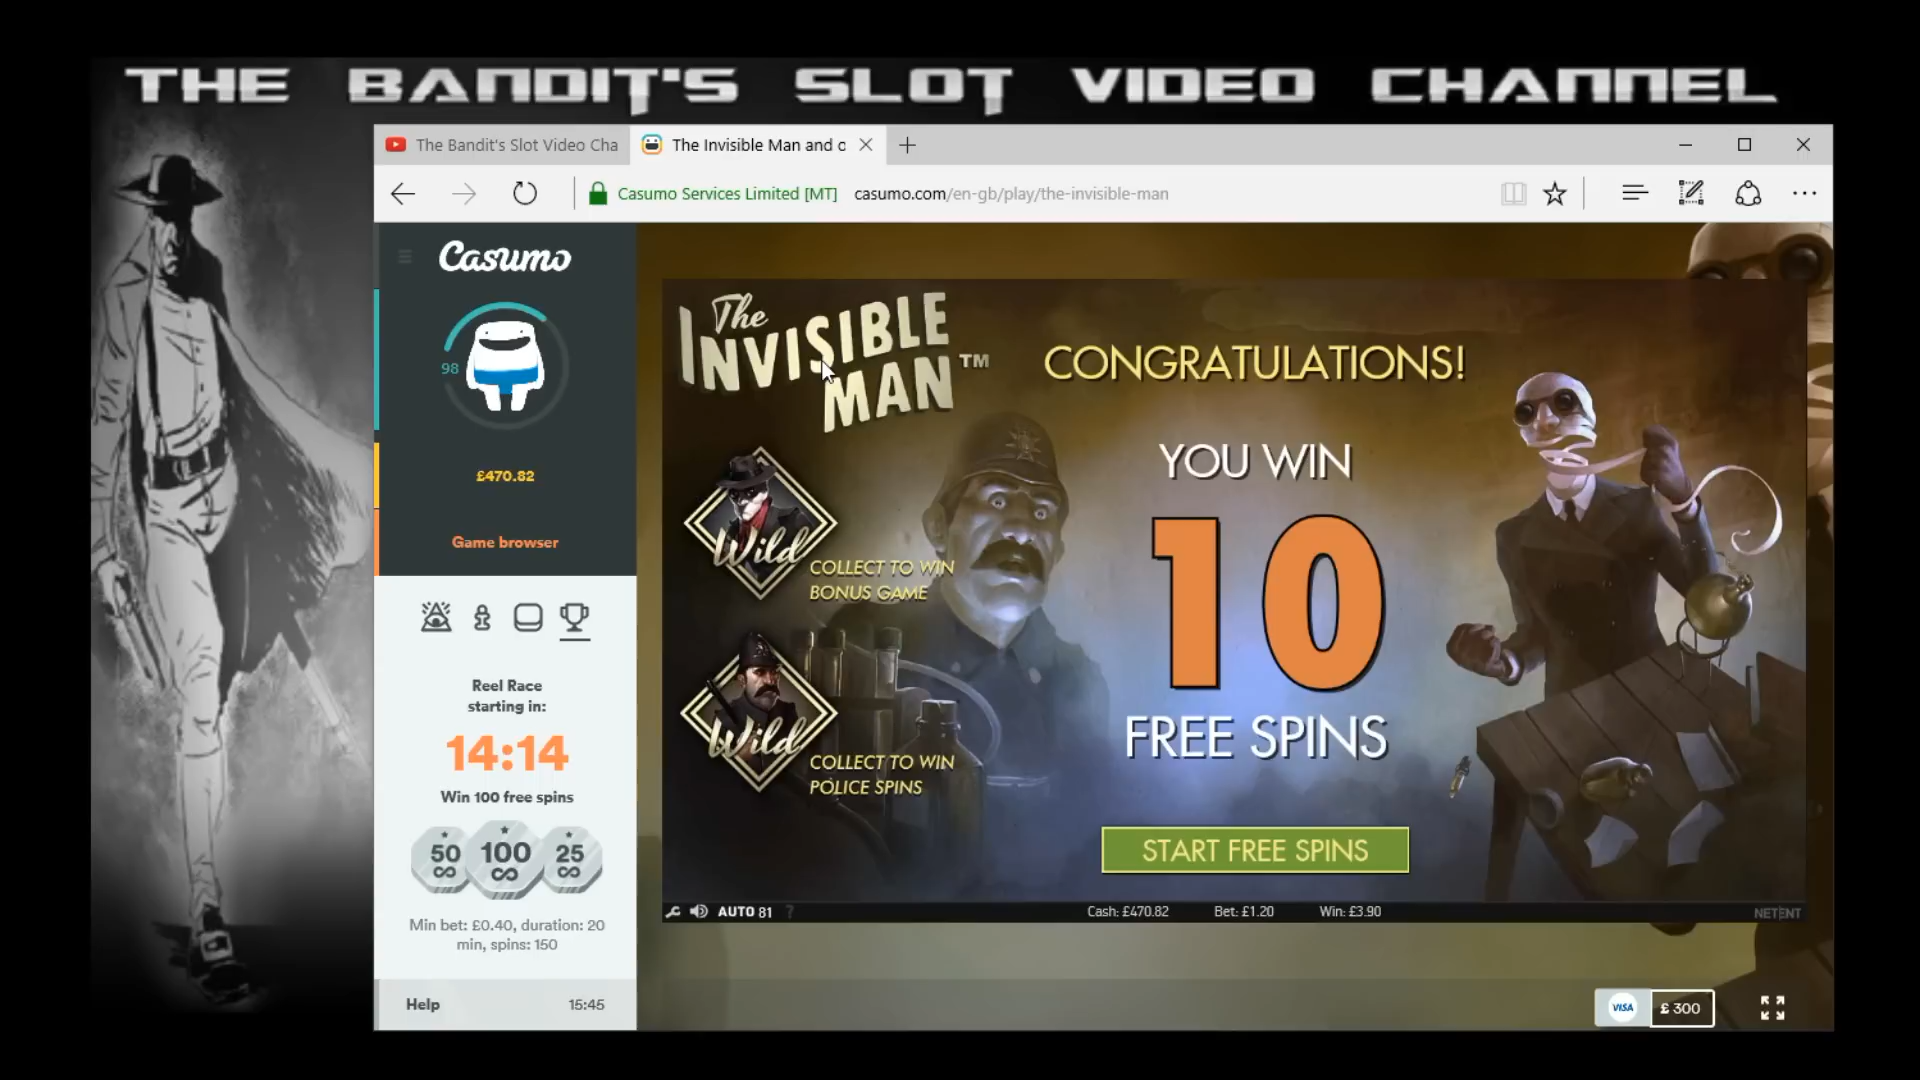 THE BANDIT'S SLOT VIDEO CHANNEL
The Bandit's Slot Video Cha
The Invisible Man and o
Casumo Services Limited [MT]
casumo.com/en-gb/play/the-invisible-man
Casumo
98
£470.82
Game browser
Reel Race
starting in:
14:14
Win 100 free spins
50
100
25
Min bet: £0.40, duration: 20
min, spins: 150
Help
15:45
The
INVISIBLE
MAN™
Wild
COLLECT TO WIN
BONUS GAME
Wild
COLLECT TO WIN
POLICE SPINS
CONGRATULATIONS!
YOU WIN
10
FREE SPINS
START FREE SPINS
AUTO 81
?
Cash: £470.82
Bet: £1.20
Win: £3.90
NETENT
VISA
£ 300